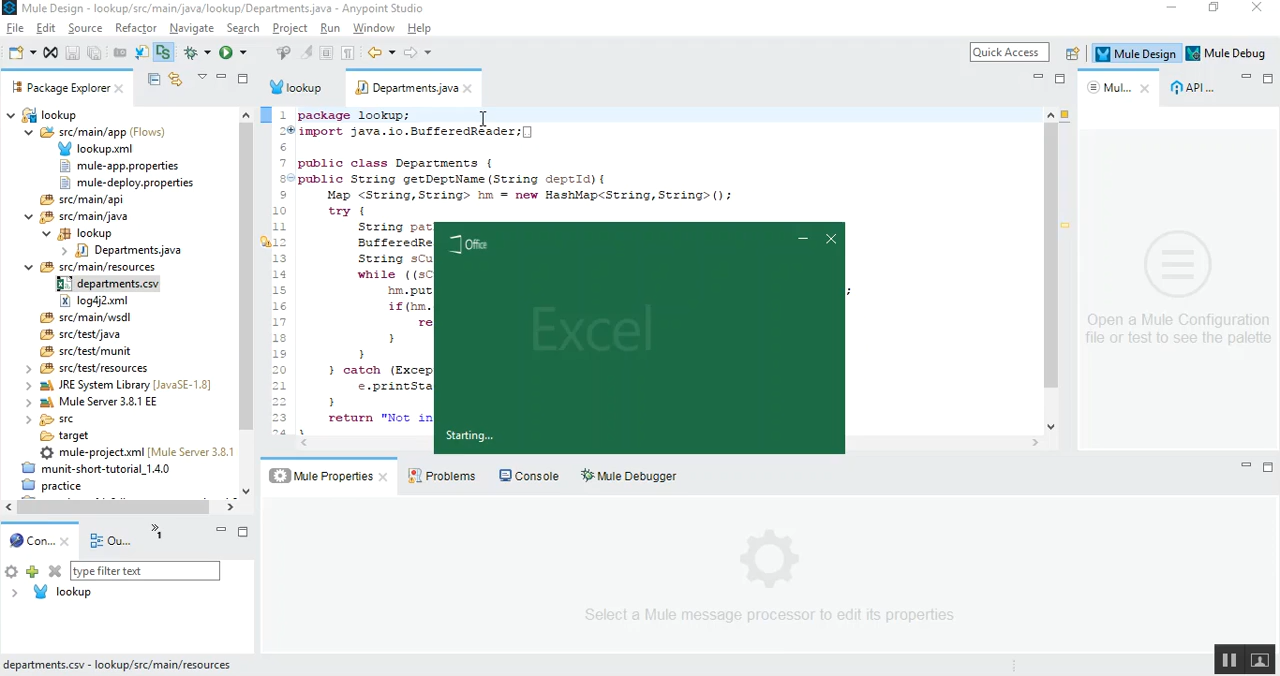 Mule Design - lookup/src/main/java/lookup/Departments.java - Anypoint Studio
File Edit Source Refactor Navigate Search Project Run Window Help
Quick Access Mule Design Mule Debug
Package Explorer
lookup Departments.java
Mul... API ...
lookup
src/main/app (Flows)
lookup.xml
mule-app.properties
mule-deploy.properties
src/main/api
src/main/java
lookup
Departments.java
src/main/resources
departments.csv
log4j2.xml
src/main/wsdl
src/test/java
src/test/munit
src/test/resources
JRE System Library [JavaSE-1.8]
Mule Server 3.8.1 EE
src
target
mule-project.xml [Mule Server 3.8.1
munit-short-tutorial_1.4.0
practice
1 package lookup;
2 import java.io.BufferedReader;
6
7 public class Departments {
8 public String getDeptName(String deptId){
9 Map <String,String> hm = new HashMap<String,String>();
10 try {
11 String pat
12 BufferedRe
13 String sCu
14 while ((sC
15 hm.put ;
16 if(hm.
17 re
18 }
19 }
20 } catch (Excep
21 e.printSta
22 }
23 return "Not in
24 }
Office
Excel
Starting...
Open a Mule Configuration
file or test to see the palette
Mule Properties Problems Console Mule Debugger
Select a Mule message processor to edit its properties
Con... Ou... 1
type filter text
lookup
departments.csv - lookup/src/main/resources